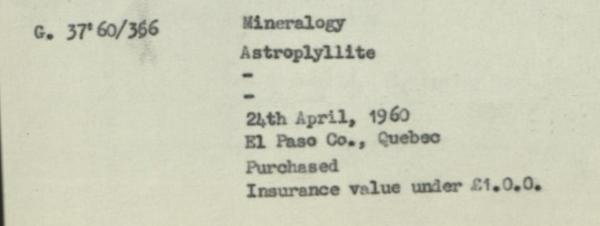 G. 37'60/366
Mineralogy
Astroplyllite
-
-
24th April, 1960
El Paso Co., Quebec
Purchased
Insurance value under £1.0.0.